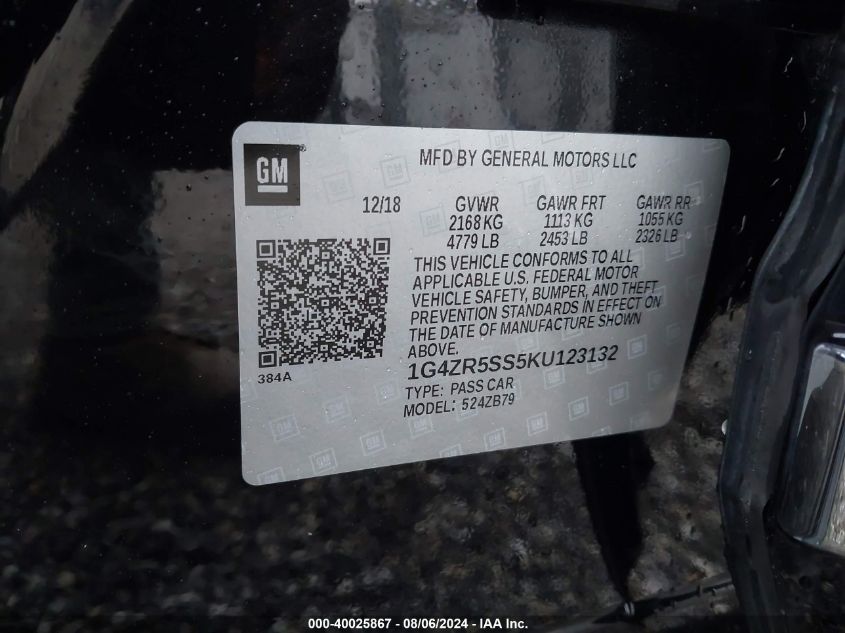 GM
MFD BY GENERAL MOTORS LLC
12/18 GVWR GAWR FRT GAWR RR
2168 KG 1113 KG 1055 KG
4779 LB 2453 LB 2326 LB
THIS VEHICLE CONFORMS TO ALL
APPLICABLE U.S. FEDERAL MOTOR
VEHICLE SAFETY, BUMPER, AND THEFT
PREVENTION STANDARDS IN EFFECT ON
THE DATE OF MANUFACTURE SHOWN
ABOVE.
384A
1G4ZR5SS5KU123132
TYPE: PASS CAR
MODEL: 524ZB79
000-40025867 - 08/06/2024 - IAA Inc.